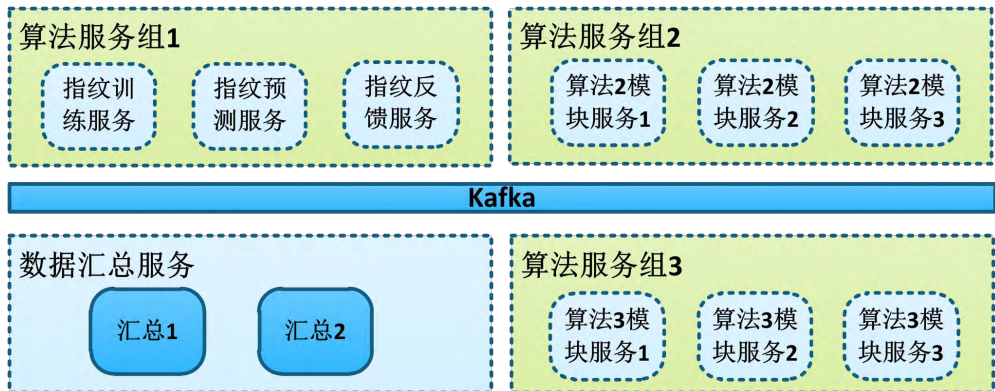 算法服务组1
指纹训
练服务
指纹预
测服务
指纹反
馈服务
算法服务组2
算法2模
块服务1
算法2模
块服务2
算法2模
块服务3
Kafka
数据汇总服务
汇总1
汇总2
算法服务组3
算法3模
块服务1
算法3模
块服务2
算法3模
块服务3